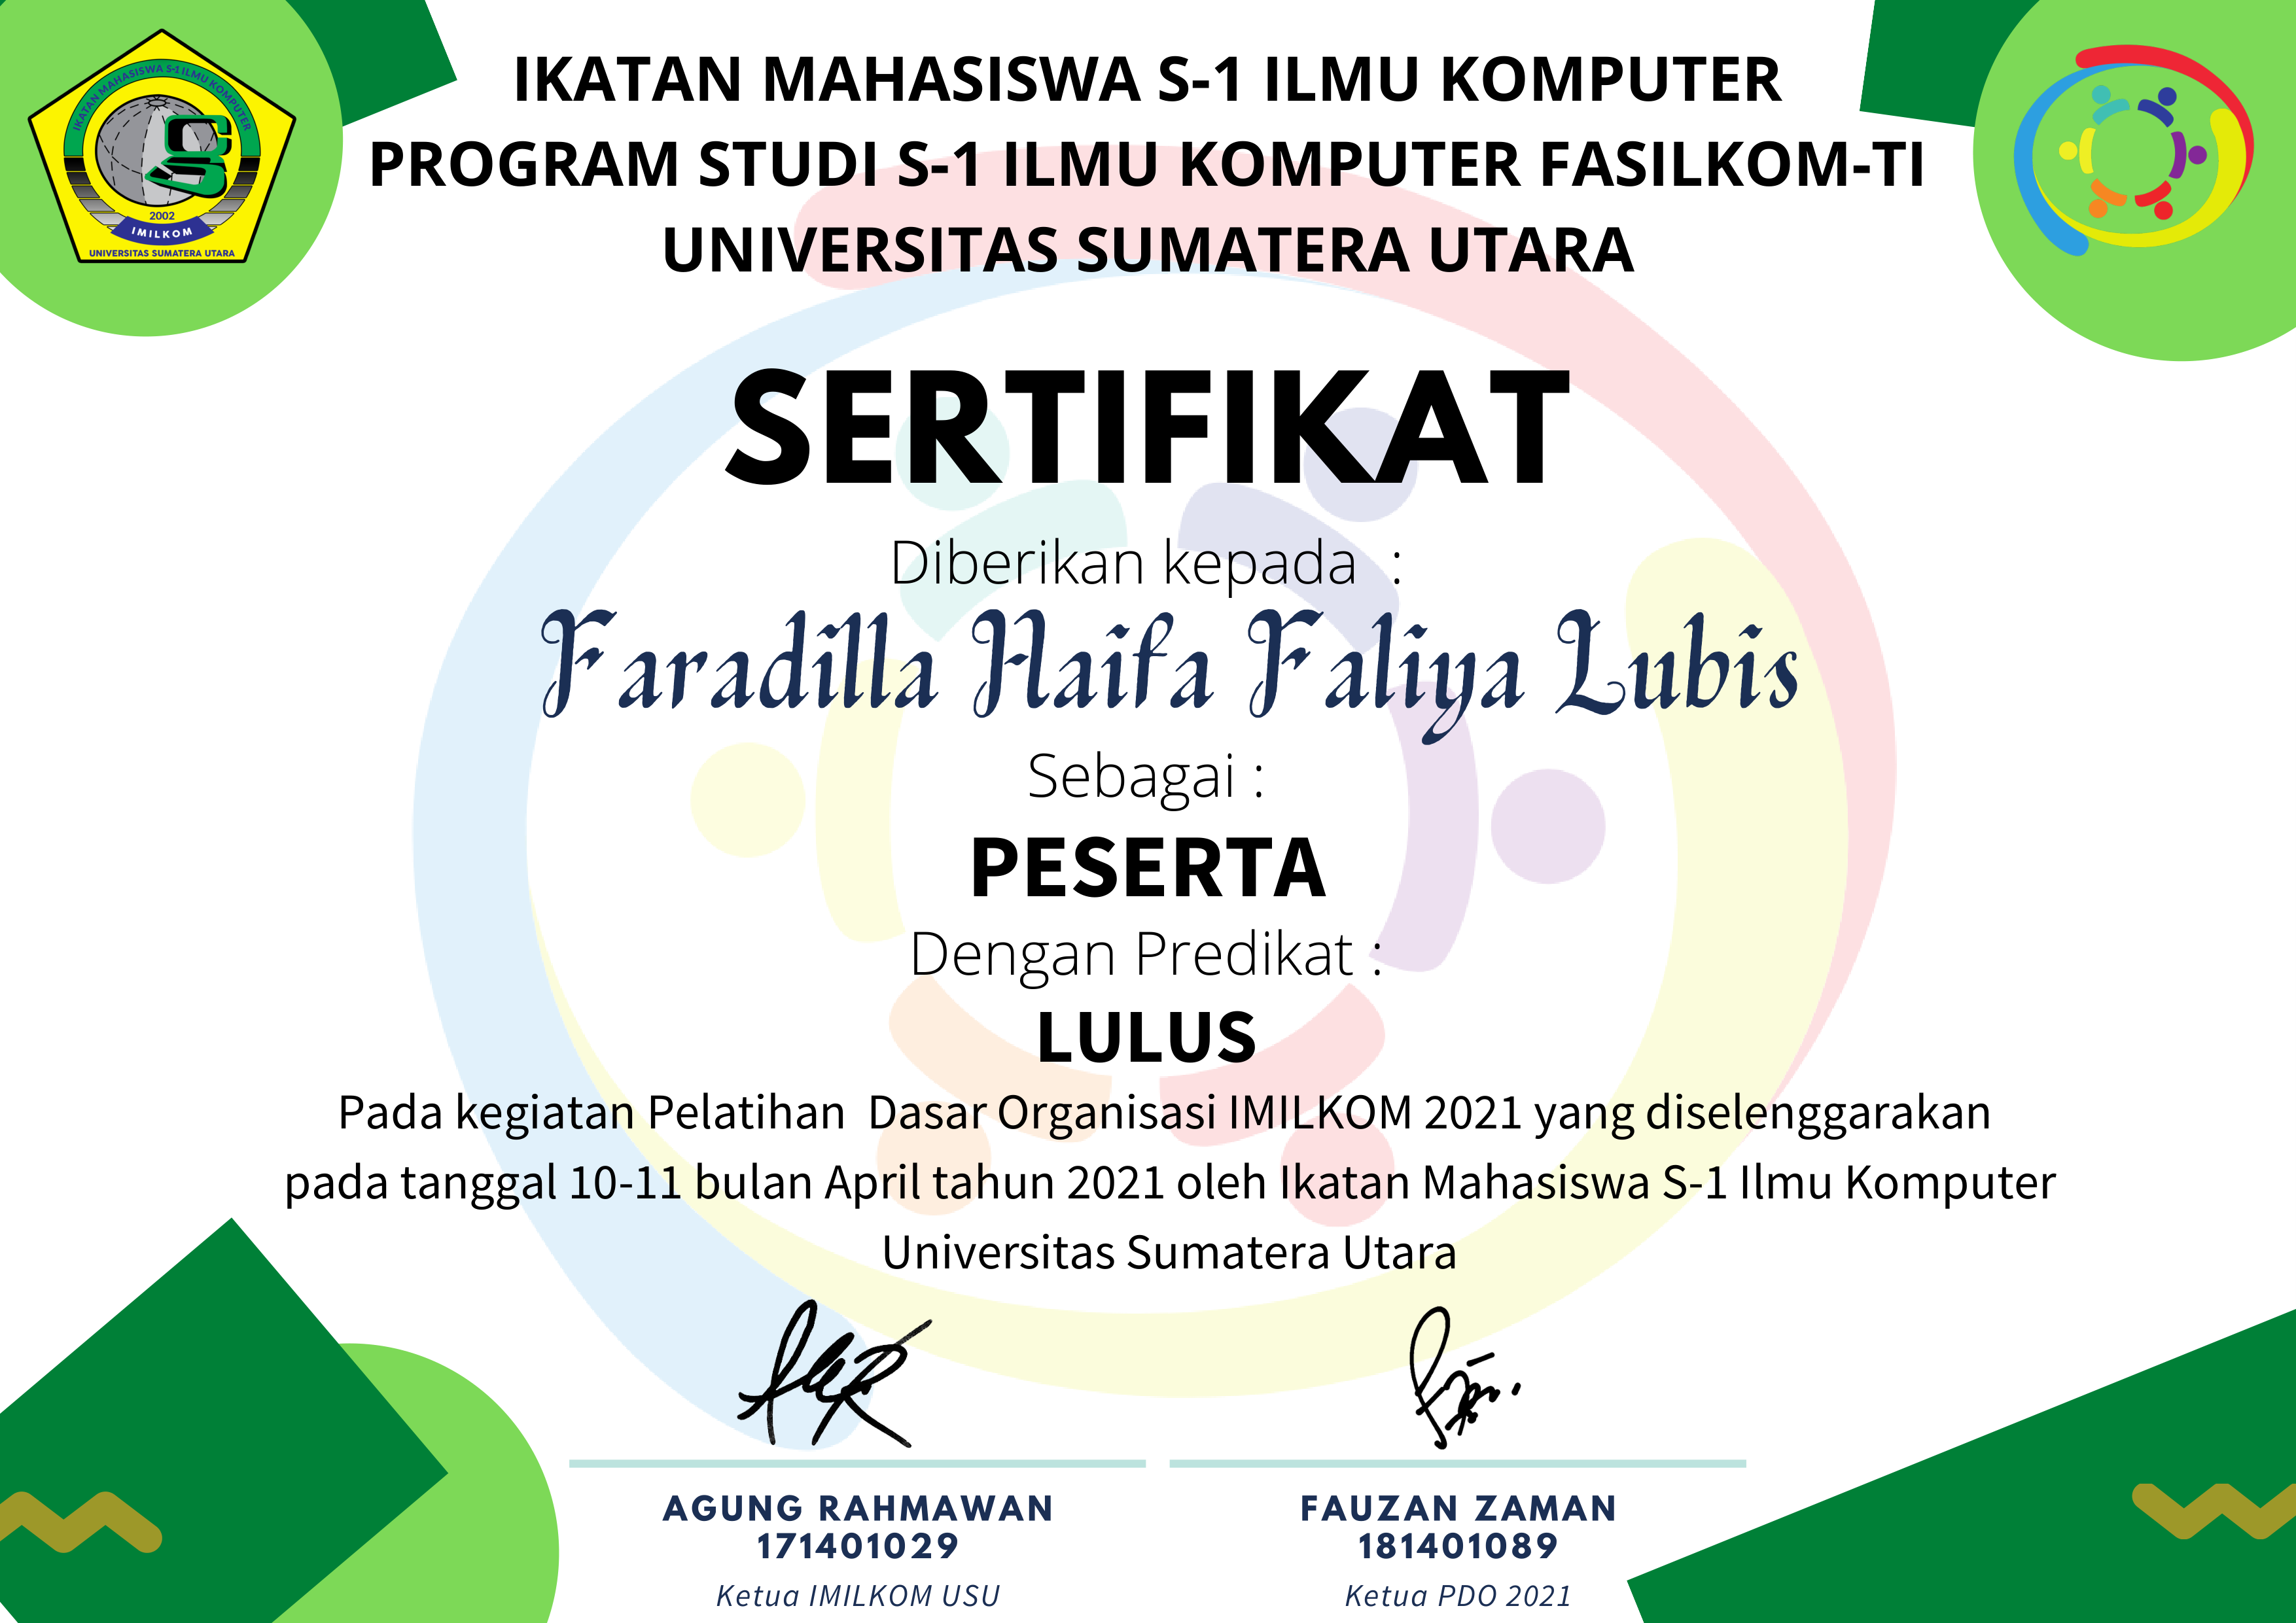 IKATAN MAHASISWA S-1 ILMU KOMPUTER
PROGRAM STUDI S-1 ILMU KOMPUTER FASILKOM-TI
UNIVERSITAS SUMATERA UTARA
IKATAN MAHASISWA S-1 ILMU KOMPUTER
2002
IMILKOM
UNIVERSITAS SUMATERA UTARA
SERTIFIKAT
Diberikan kepada :
Faradilla Haifa Faliya Lubis
Sebagai :
PESERTA
Dengan Predikat :
LULUS
Pada kegiatan Pelatihan Dasar Organisasi IMILKOM 2021 yang diselenggarakan
pada tanggal 10-11 bulan April tahun 2021 oleh Ikatan Mahasiswa S-1 Ilmu Komputer
Universitas Sumatera Utara
AGUNG RAHMAWAN
171401029
Ketua IMILKOM USU
FAUZAN ZAMAN
181401089
Ketua PDO 2021